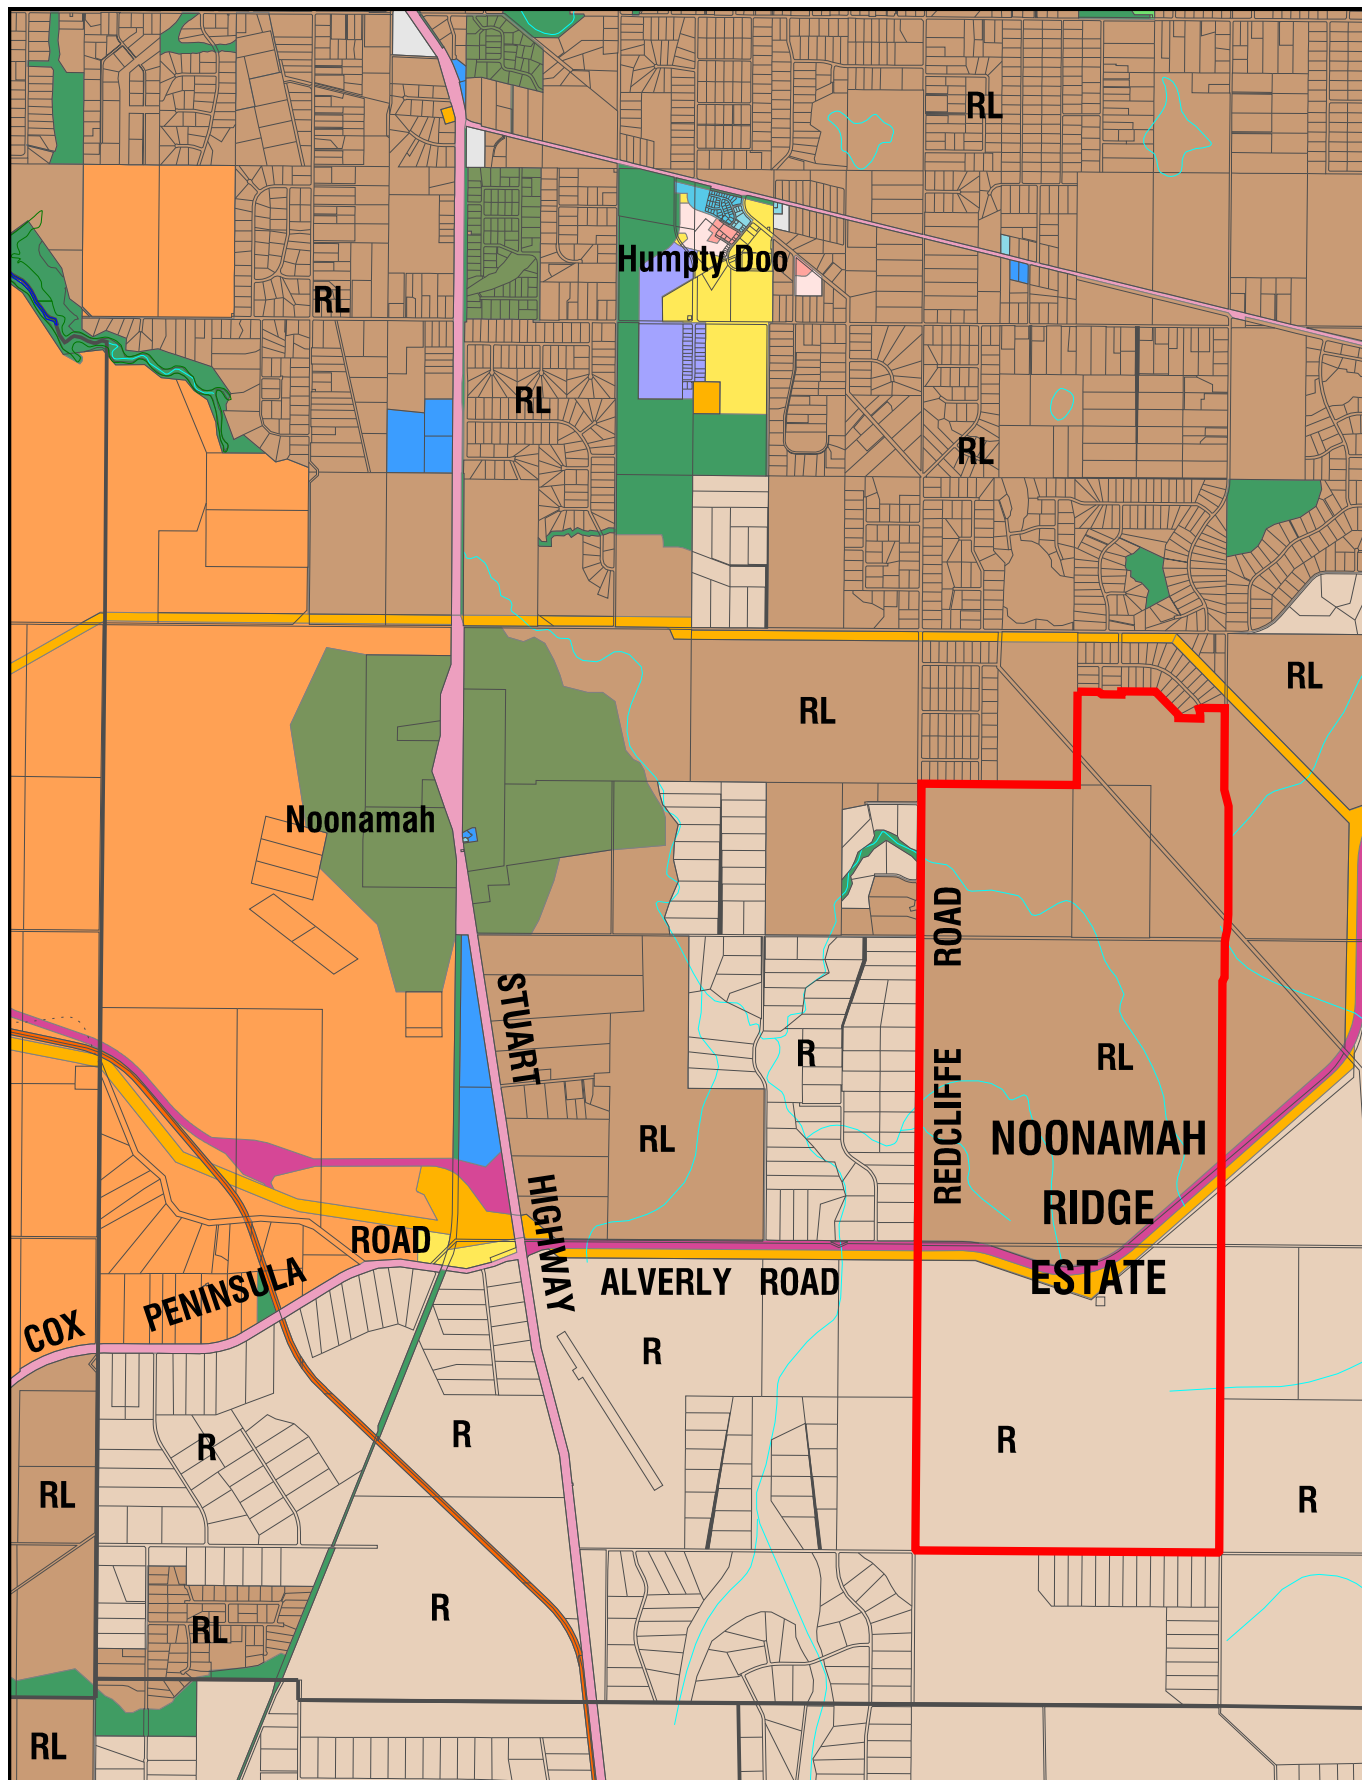 RL
Humpty Doo
RL
RL
RL
RL
RL
Noonamah
ROAD
STUART
R
REDCLIFFE
RL
RL
NOONAMAH
RIDGE
ESTATE
HIGHWAY
ROAD
PENINSULA
COX
ALVERLY ROAD
R
R
R
R
RL
R
R
RL
RL